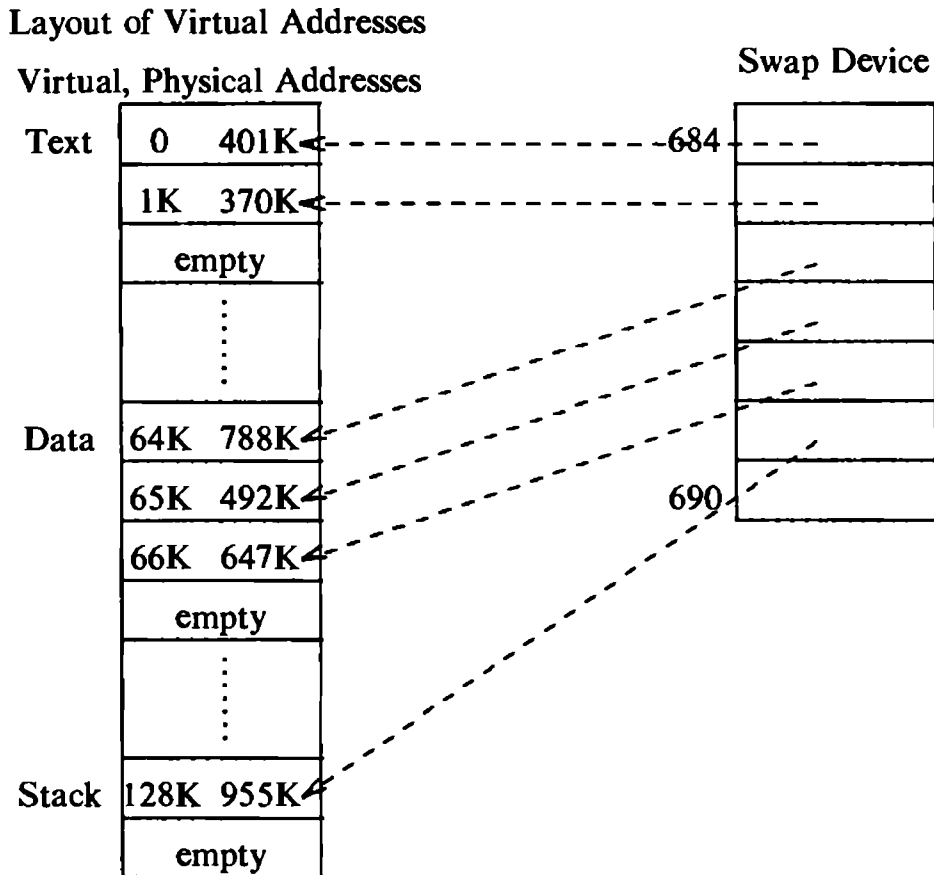 Layout of Virtual Addresses
Virtual, Physical Addresses
Swap Device
Text 0 401K 684
1K 370K
empty
Data 64K 788K
65K 492K
690
66K 647K
empty
Stack 128K 955K
empty